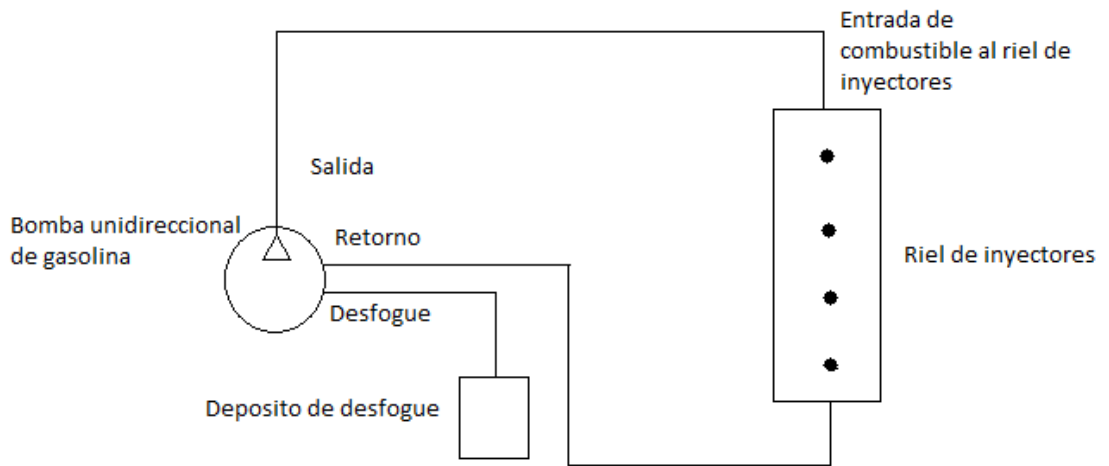 Entrada de
combustible al riel de
inyectores
Salida
Bomba unidireccional
de gasolina
Retorno
Riel de inyectores
Desfogue
Deposito de desfogue